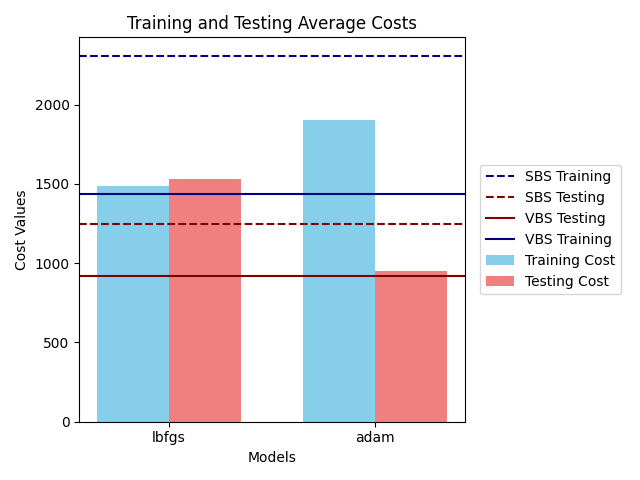 Training and Testing Average Costs
Cost Values
2000
1500
1000
500
0
lbfgs
adam
Models
SBS Training
SBS Testing
VBS Testing
VBS Training
Training Cost
Testing Cost